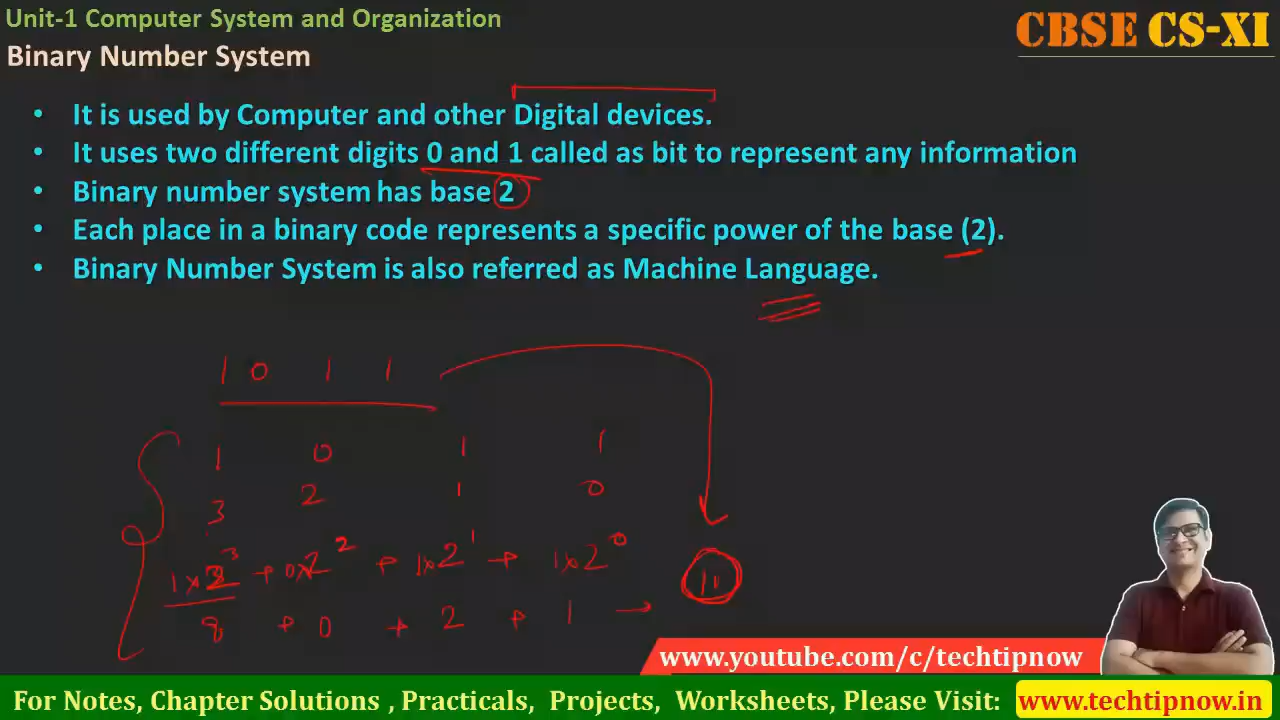 Unit-1 Computer System and Organization
CBSE CS-XI
Binary Number System
• It is used by Computer and other Digital devices.
• It uses two different digits 0 and 1 called as bit to represent any information
• Binary number system has base 2
• Each place in a binary code represents a specific power of the base (2).
• Binary Number System is also referred as Machine Language.
1 0 1 1
1 0 1 1
3 2 1 0
1×2³ + 0×2² + 1×2¹ + 1×2⁰
8 + 0 + 2 + 1 → 11
www.youtube.com/c/techtipnow
For Notes, Chapter Solutions , Practicals, Projects, Worksheets, Please Visit: www.techtipnow.in